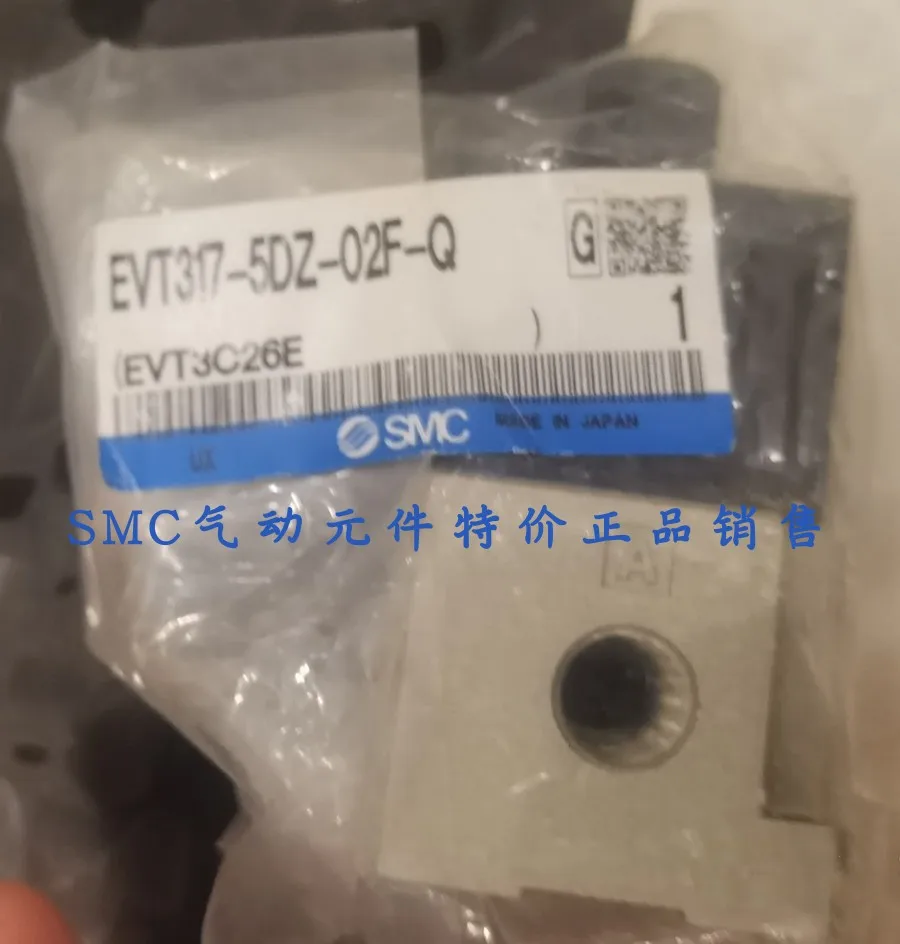 EVT317-5DZ-02F-Q
G
1
(EVT3C26E )
SMC MADE IN JAPAN
UX
SMC气动元件特价正品销售
A